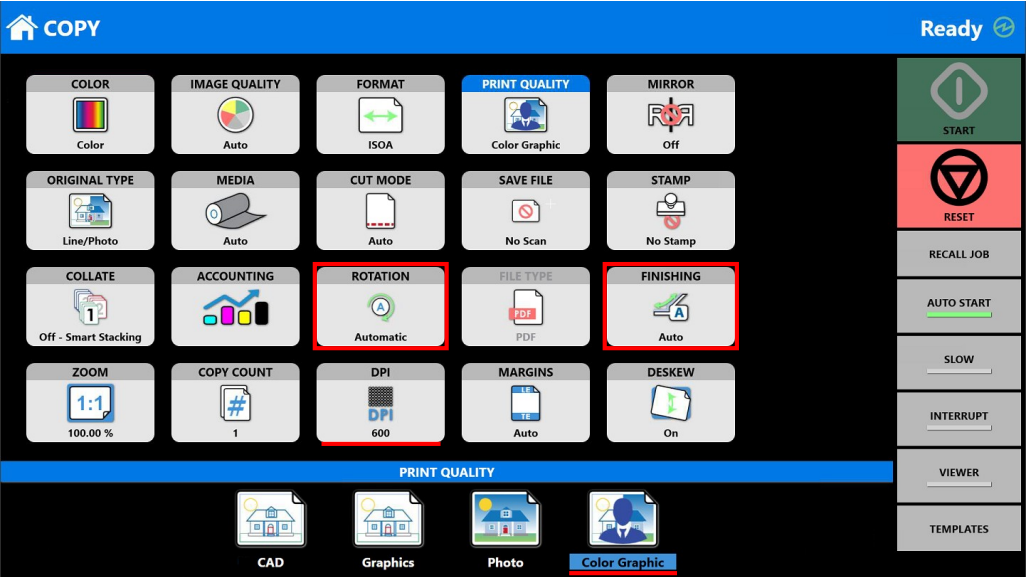 COPY
Ready
COLOR
Color
IMAGE QUALITY
Auto
FORMAT
ISOA
PRINT QUALITY
Color Graphic
MIRROR
R R
Off
START
ORIGINAL TYPE
Line/Photo
MEDIA
Auto
CUT MODE
Auto
SAVE FILE
No Scan
STAMP
No Stamp
RESET
RECALL JOB
COLLATE
1
Off - Smart Stacking
ACCOUNTING
ROTATION
A
Automatic
FILE TYPE
PDF
PDF
FINISHING
A
Auto
AUTO START
SLOW
ZOOM
1:1
100.00 %
COPY COUNT
#
1
DPI
DPI
600
MARGINS
LE
TE
Auto
DESKEW
On
INTERRUPT
PRINT QUALITY
VIEWER
CAD
Graphics
Photo
Color Graphic
TEMPLATES